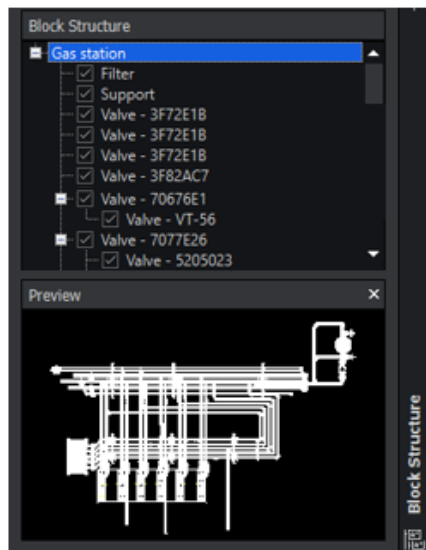 Block Structure
Gas station
Filter
Support
Valve - 3F72E1B
Valve - 3F72E1B
Valve - 3F72E1B
Valve - 3F82AC7
Valve - 70676E1
Valve - VT-56
Valve - 7077E26
Valve - 5205023
Preview
Block Structure